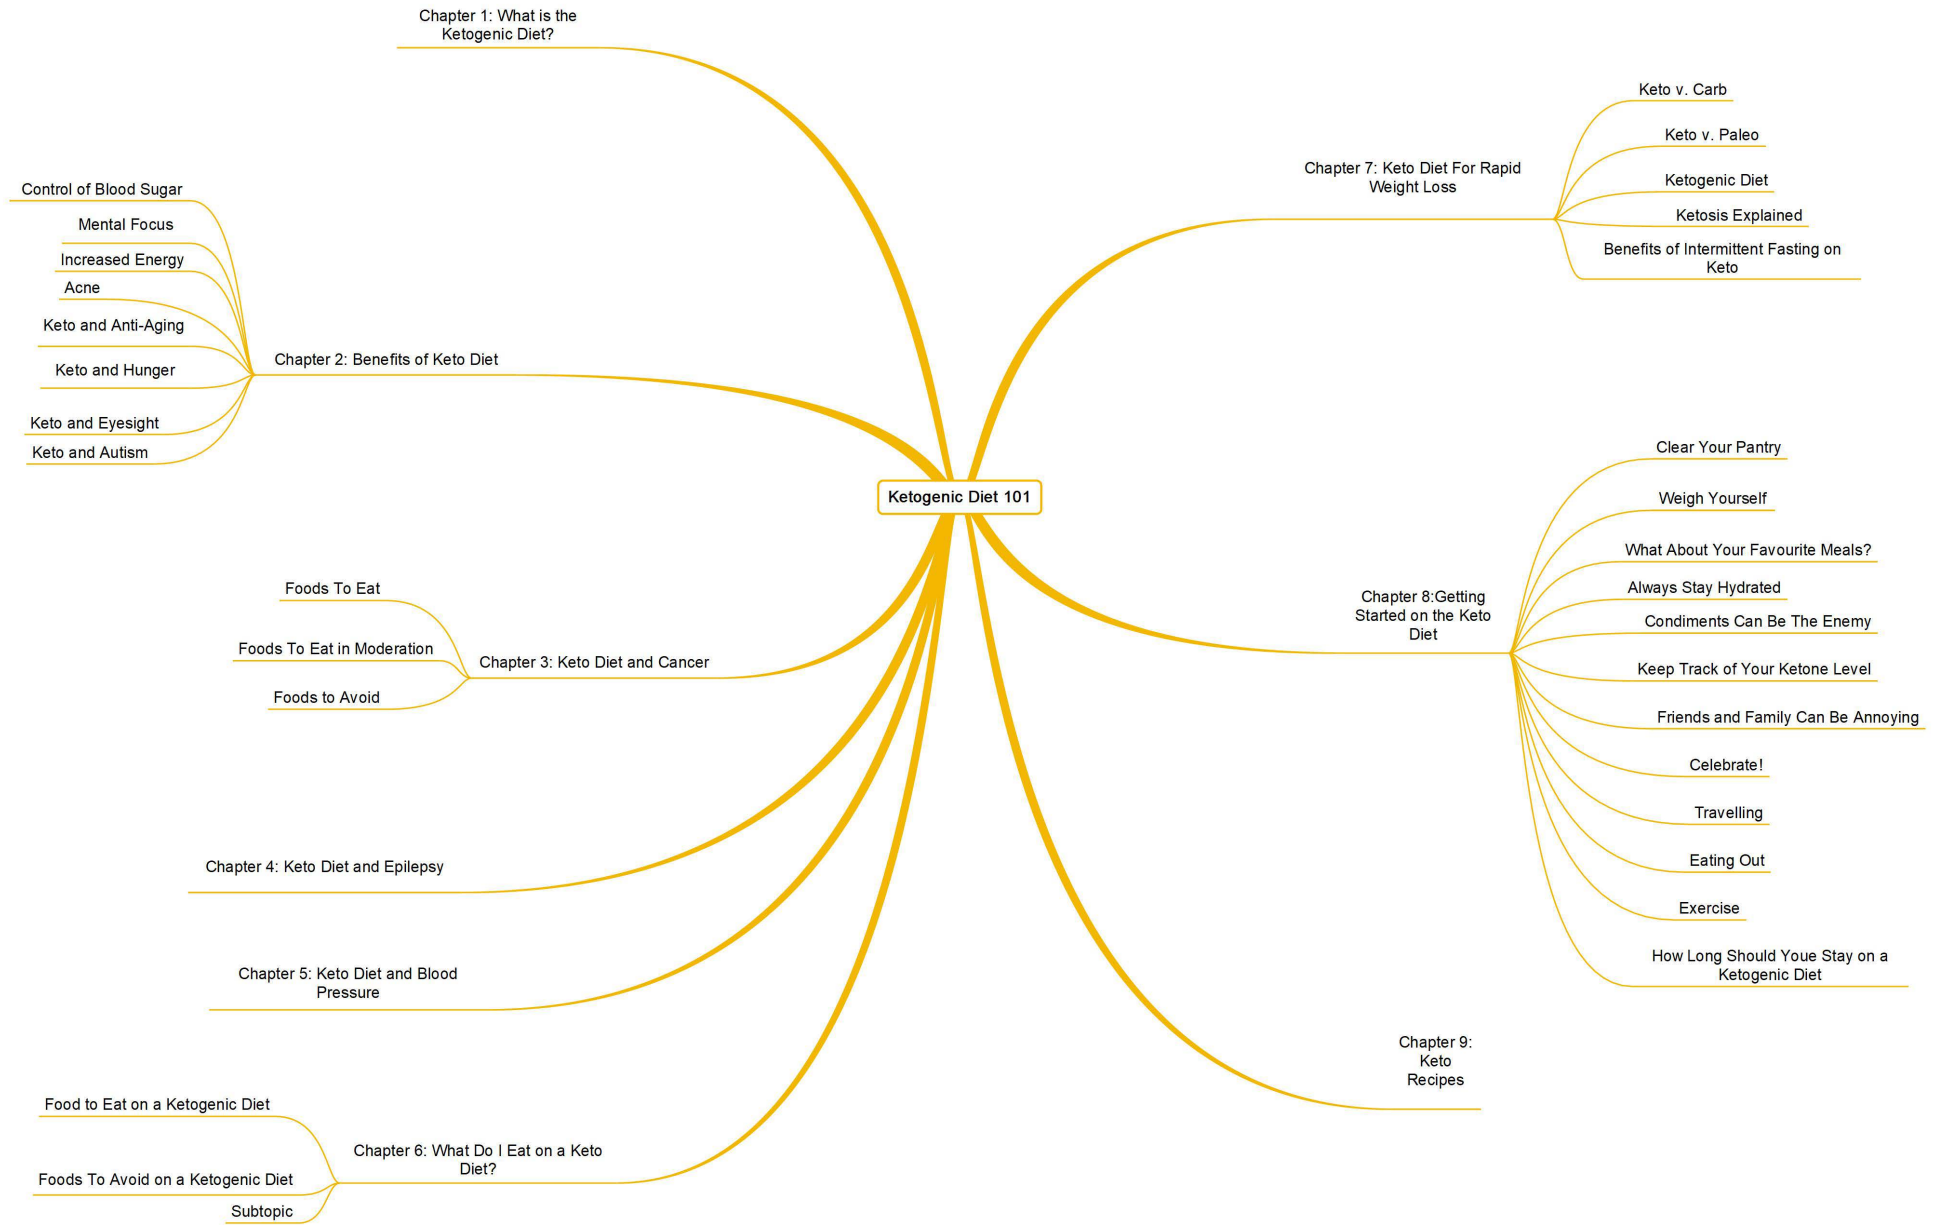 Chapter 1: What is the
Ketogenic Diet?
Control of Blood Sugar
Mental Focus
Increased Energy
Acne
Keto and Anti-Aging
Keto and Hunger
Keto and Eyesight
Keto and Autism
Chapter 2: Benefits of Keto Diet
Ketogenic Diet 101
Foods To Eat
Foods To Eat in Moderation
Foods to Avoid
Chapter 3: Keto Diet and Cancer
Chapter 4: Keto Diet and Epilepsy
Chapter 5: Keto Diet and Blood
Pressure
Food to Eat on a Ketogenic Diet
Foods To Avoid on a Ketogenic Diet
Subtopic
Chapter 6: What Do I Eat on a Keto
Diet?
Chapter 7: Keto Diet For Rapid
Weight Loss
Keto v. Carb
Keto v. Paleo
Ketogenic Diet
Ketosis Explained
Benefits of Intermittent Fasting on
Keto
Chapter 8:Getting
Started on the Keto
Diet
Clear Your Pantry
Weigh Yourself
What About Your Favourite Meals?
Always Stay Hydrated
Condiments Can Be The Enemy
Keep Track of Your Ketone Level
Friends and Family Can Be Annoying
Celebrate!
Travelling
Eating Out
Exercise
How Long Should Youe Stay on a
Ketogenic Diet
Chapter 9:
Keto
Recipes